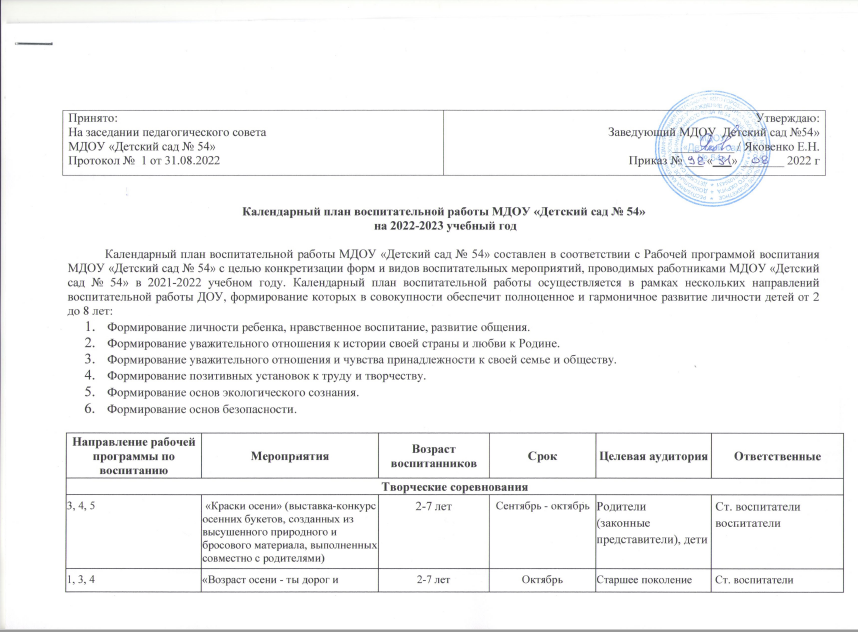 Принято:
На заседании педагогического совета
МДОУ «Детский сад № 54»
Протокол № 1 от 31.08.2022
Утверждаю:
Заведующий МДОУ Детский сад №54»
/ Яковенко Е.Н.
Приказ № 98 «31» 08 2022 г
Календарный план воспитательной работы МДОУ «Детский сад № 54»
на 2022-2023 учебный год
Календарный план воспитательной работы МДОУ «Детский сад № 54» составлен в соответствии с Рабочей программой воспитания
МДОУ «Детский сад № 54» с целью конкретизации форм и видов воспитательных мероприятий, проводимых работниками МДОУ «Детский
сад № 54» в 2021-2022 учебном году. Календарный план воспитательной работы осуществляется в рамках нескольких направлений
воспитательной работы ДОУ, формирование которых в совокупности обеспечит полноценное и гармоничное развитие личности детей от 2
до 8 лет:
1. Формирование личности ребенка, нравственное воспитание, развитие общения.
2. Формирование уважительного отношения к истории своей страны и любви к Родине.
3. Формирование уважительного отношения и чувства принадлежности к своей семье и обществу.
4. Формирование позитивных установок к труду и творчеству.
5. Формирование основ экологического сознания.
6. Формирование основ безопасности.
Направление рабочей
программы по
воспитанию
Мероприятия
Возраст
воспитанников
Срок
Целевая аудитория
Ответственные
Творческие соревнования
3, 4, 5
«Краски осени» (выставка-конкурс
осенних букетов, созданных из
высушенного природного и
бросового материала, выполненных
совместно с родителями)
2-7 лет
Сентябрь - октябрь
Родители
(законные
представители), дети
Ст. воспитатели
воспитатели
1, 3, 4
«Возраст осени - ты дорог и
2-7 лет
Октябрь
Старшее поколение
Ст. воспитатели